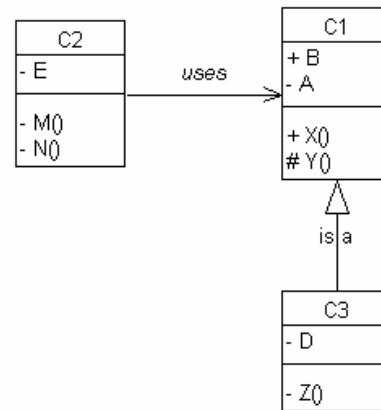 C2
- E
- M()
- N()
uses
C1
+ B
- A
+ X()
# Y()
is a
C3
- D
- Z()